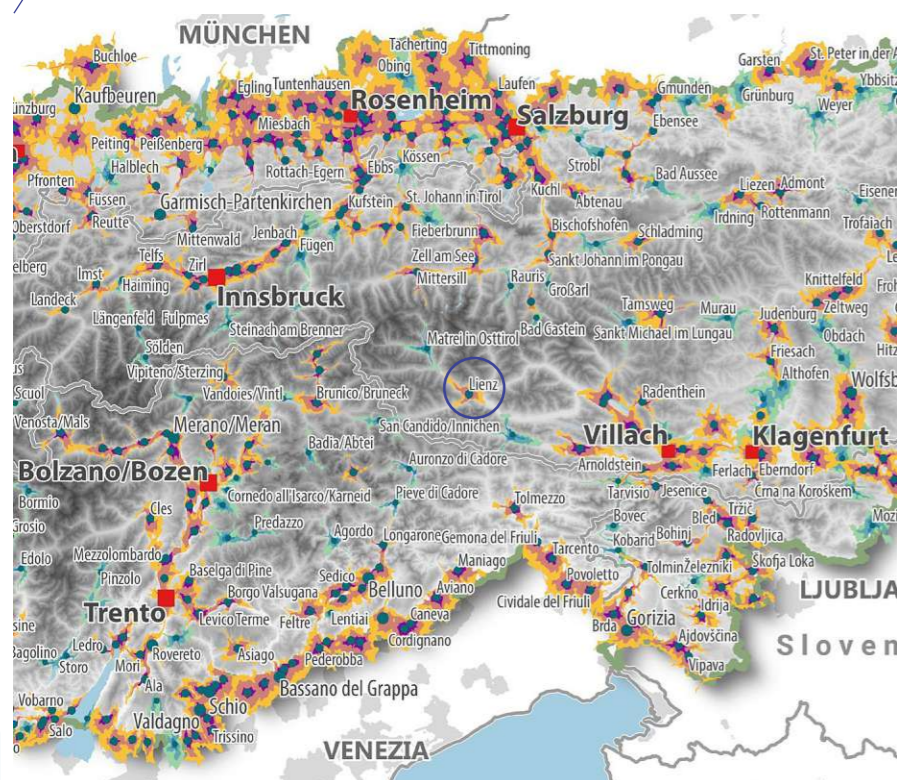 MÜNCHEN
Buchloe
Tacherting
Tittmoning
Obing
Garsten
St. Peter in der A
Kaufbeuren
Egling
Tuntenhausen
Laufen
Gmunden
Grünburg
Ybbsitz
Weyer
ünzburg
Rosenheim
Salzburg
Ebensee
Miesbach
Peiting
Peißenberg
Halblech
Rottach-Egern
Ebbs
Kössen
Strobl
Bad Aussee
Pfronten
Füssen
Garmisch-Partenkirchen
Kufstein
St. Johann in Tirol
Kuchl
Abtenau
Liezen
Admont
Eisener
Oberstdorf
Reutte
Mittenwald
Jenbach
Fügen
Fieberbrunn
Bischofshofen
Schladming
Irdning
Rottenmann
Trofaiach
Telfs
Zirl
Zell am See
Sankt Johann im Pongau
elberg
Imst
Haiming
Mittersill
Rauris
Großarl
Knittelfeld
Landeck
Innsbruck
Tamsweg
Murau
Zeltweg
Längenfeld
Fulpmes
Steinach am Brenner
Matrei in Osttirol
Bad Gastein
Sankt Michael im Lungau
Judenburg
Obdach
Sölden
Friesach
Hitz
Vipiteno/Sterzing
Lienz
Althofen
Scuol
Vandoies/Vintl
Brunico/Bruneck
Radenthein
Wolfsb
Venosta/Mals
Merano/Meran
San Candido/Innichen
Badia/Abtei
Villach
Klagenfurt
Bolzano/Bozen
Auronzo di Cadore
Arnoldstein
Ferlach
Eberndorf
Bormio
Cornedo all'Isarco/Karneid
Pieve di Cadore
Tarvisio
Jesenice
Črna na Koroškem
Grosio
Cles
Predazzo
Tolmezzo
Bovec
Bled
Tržič
Mozi
Agordo
Longarone
Gemona del Friuli
Kobarid
Bohinj
Radovljica
Edolo
Mezzolombardo
Baselga di Pine
Sedico
Maniago
Tarcento
Tolmin
Železniki
Škofja Loka
Pinzolo
Borgo Valsugana
Belluno
Aviano
Povoletto
Cerkno
LJUBLJA
Trento
Levico Terme
Feltre
Lentiai
Caneva
Cividale del Friuli
Gorizia
Idrija
Brda
Ledro
Rovereto
Cordignano
Ajdovščina
Sloven
Bagolino
Storo
Mori
Asiago
Pederobba
Vipava
Ala
Bassano del Grappa
Vobarno
Schio
Valdagno
Salo
Trissino
VENEZIA